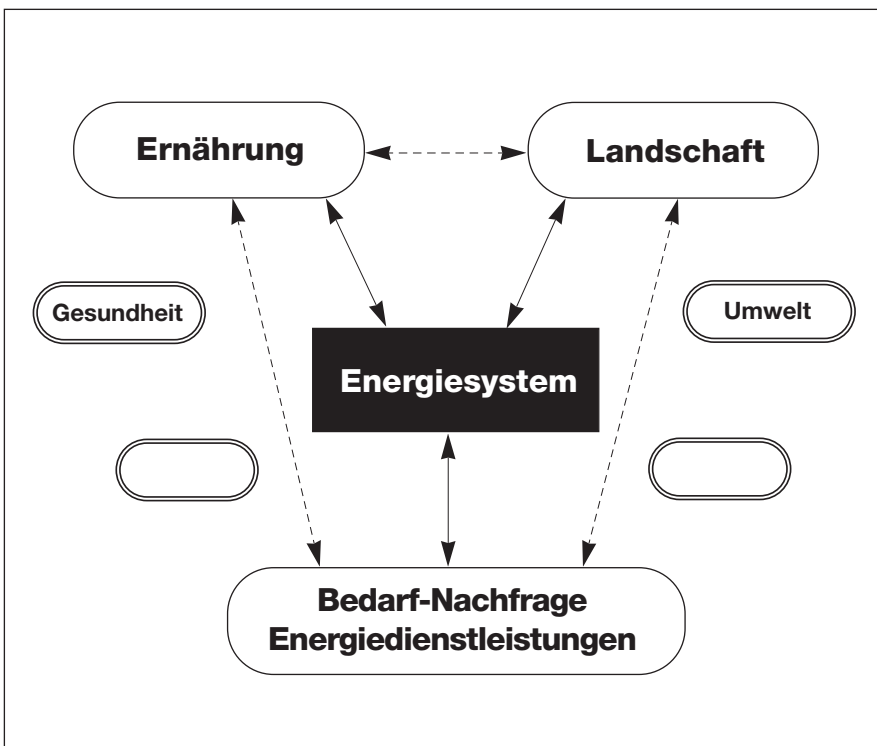 Ernährung
Landschaft
Gesundheit
Umwelt
Energiesystem
Bedarf-Nachfrage
Energiedienstleistungen